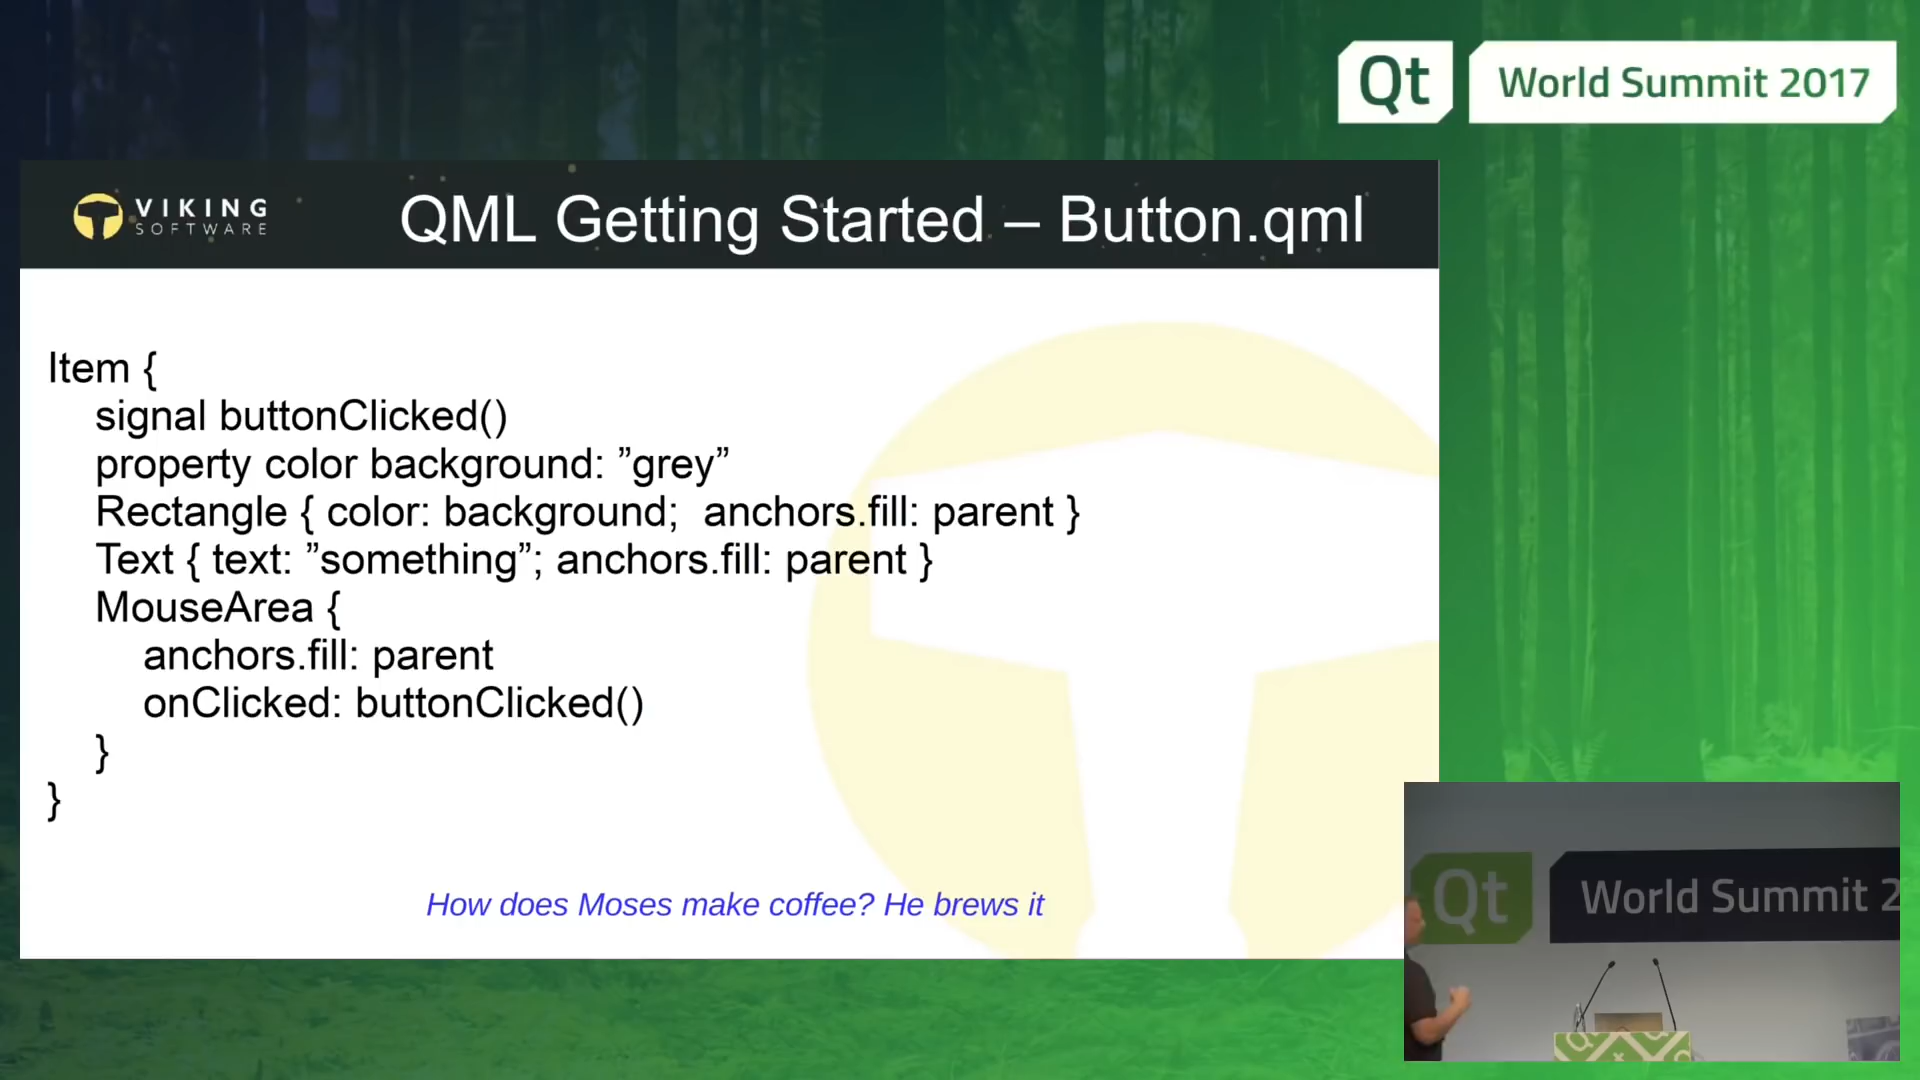 Qt World Summit 2017
VIKING
SOFTWARE
QML Getting Started – Button.qml
Item {
signal buttonClicked()
property color background: ”grey”
Rectangle { color: background;  anchors.fill: parent }
Text { text: ”something”; anchors.fill: parent }
MouseArea {
anchors.fill: parent
onClicked: buttonClicked()
}
}
How does Moses make coffee? He brews it
Qt World Summit 2